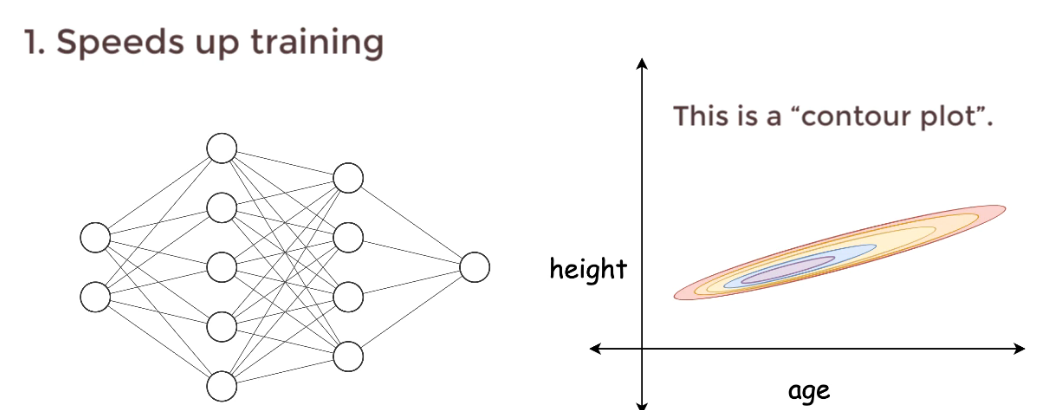 1. Speeds up training
This is a “contour plot”.
height
age